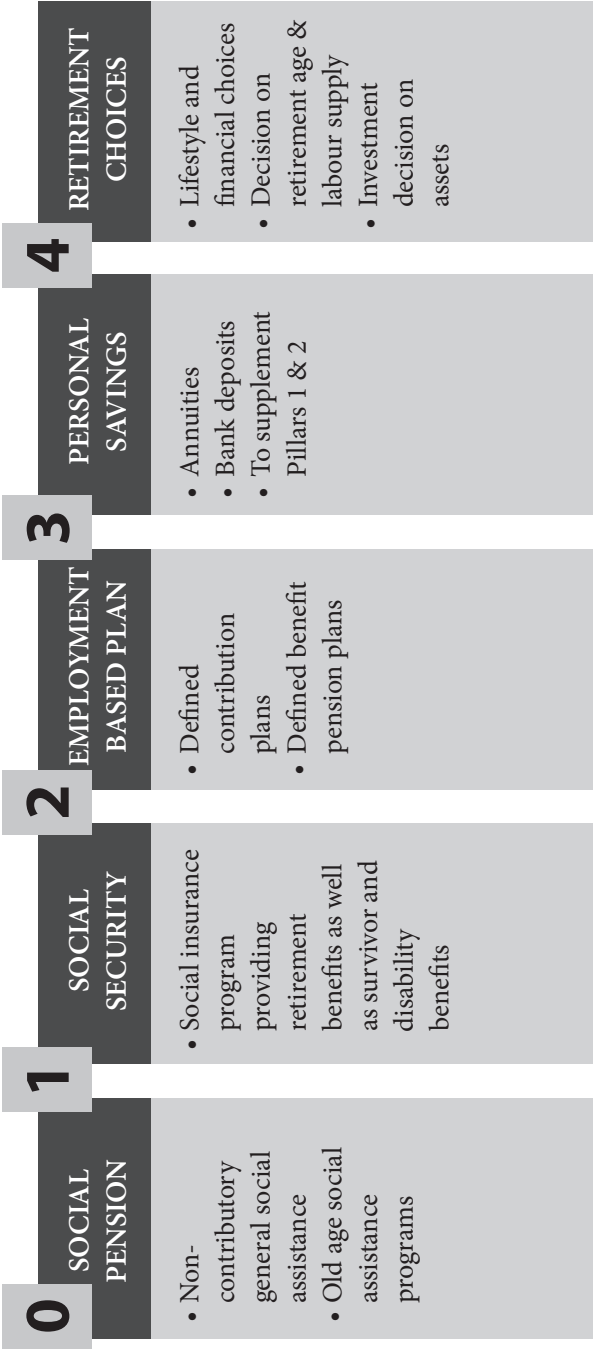 0
SOCIAL
PENSION
• Non-
contributory
general social
assistance
• Old age social
assistance
programs
1
SOCIAL
SECURITY
• Social insurance
program
providing
retirement
benefits as well
as survivor and
disability
benefits
2
EMPLOYMENT
BASED PLAN
• Defined
contribution
plans
• Defined benefit
pension plans
3
PERSONAL
SAVINGS
• Annuities
• Bank deposits
• To supplement
Pillars 1 & 2
4
RETIREMENT
CHOICES
• Lifestyle and
financial choices
• Decision on
retirement age &
labour supply
• Investment
decision on
assets